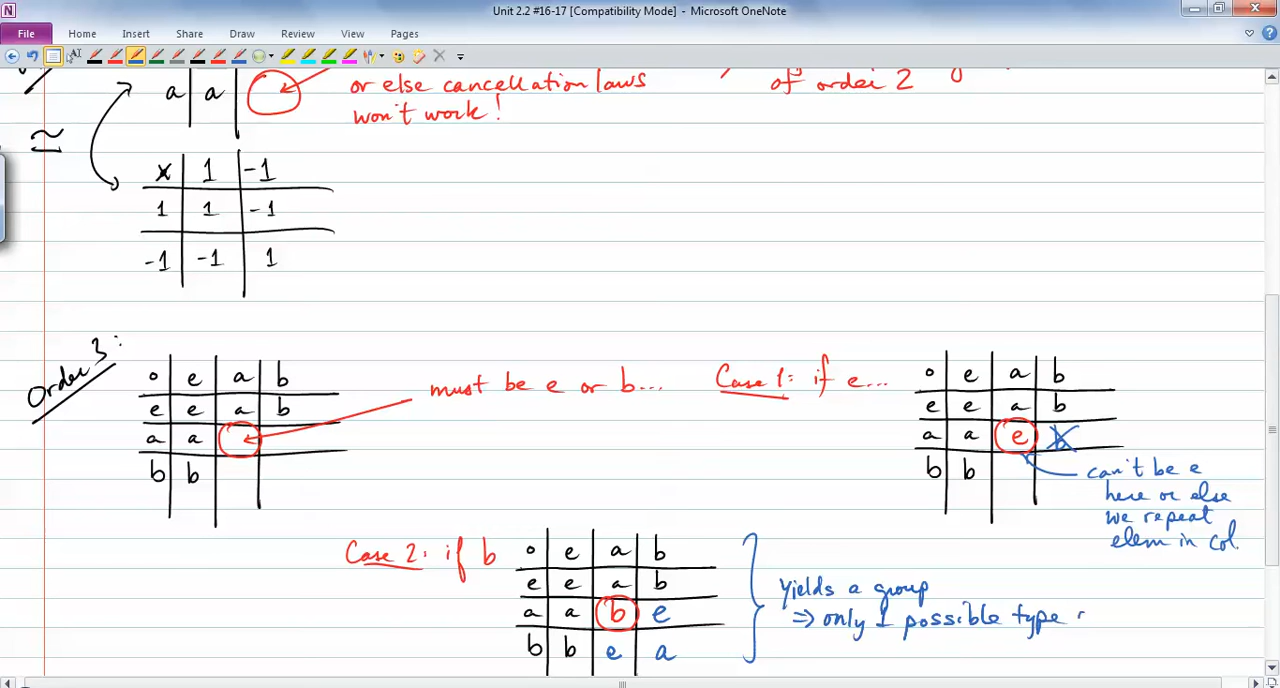 Unit 2.2 #16-17 [Compatibility Mode] - Microsoft OneNote
File Home Insert Share Draw Review View Pages
a a
or else cancellation laws
won't work!
of order 2
≅
x 1 -1
1 1 -1
-1 -1 1
Order 3:
∘ e a b
e e a b
a a
b b
must be e or b...
Case 1: if e...
∘ e a b
e e a b
a a e b
b b
can't be e
here or else
we repeat
elem in col.
Case 2: if b
∘ e a b
e e a b
a a b e
b b e a
yields a group
⇒ only 1 possible type